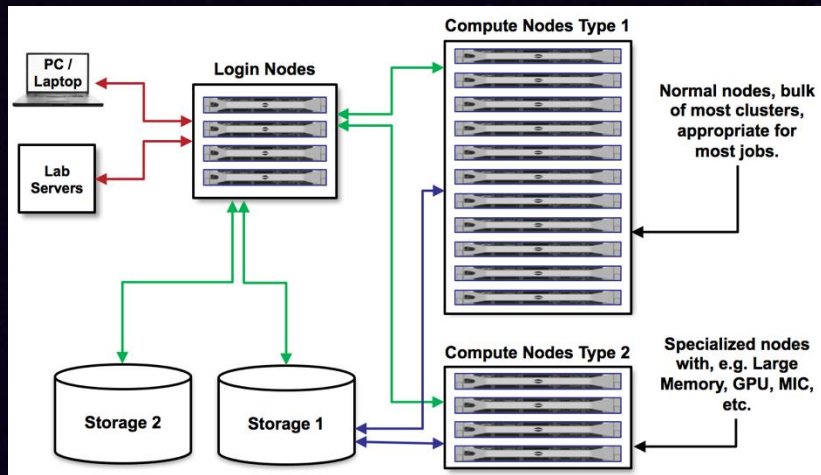 Compute Nodes Type 1
PC /
Laptop
Login Nodes
Normal nodes, bulk
of most clusters,
appropriate for
most jobs.
Lab
Servers
Compute Nodes Type 2
Specialized nodes
with, e.g. Large
Memory, GPU, MIC,
etc.
Storage 2
Storage 1